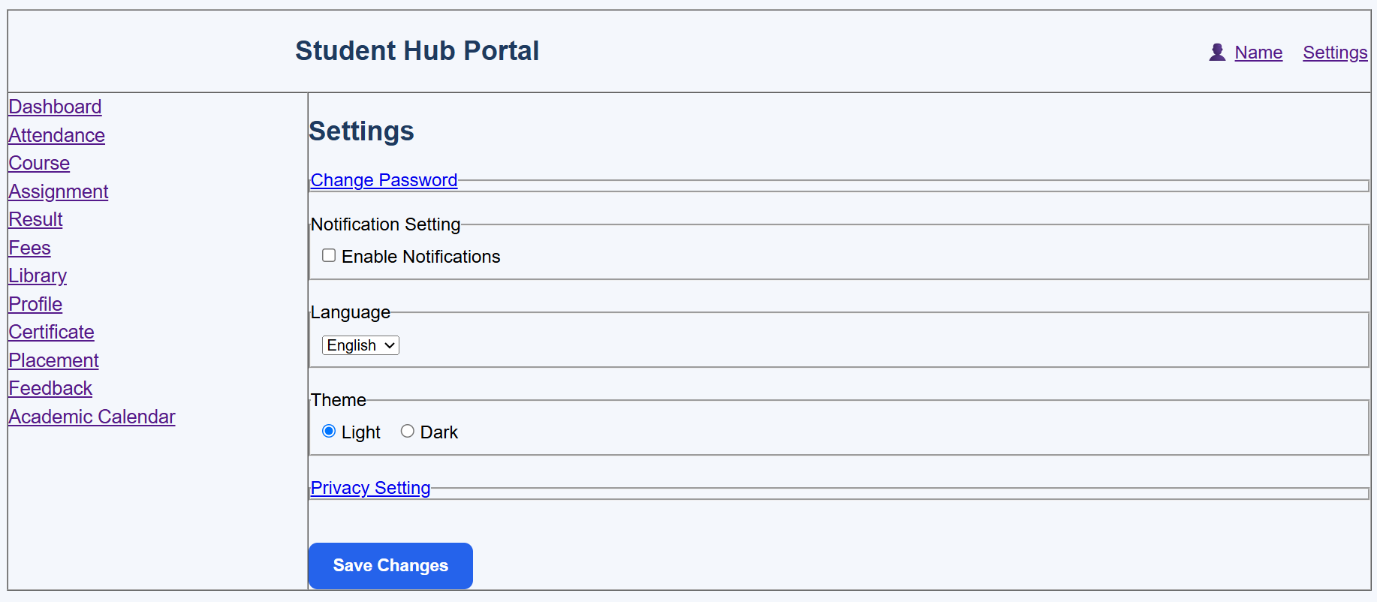 Student Hub Portal
Name Settings
Dashboard
Attendance
Course
Assignment
Result
Fees
Library
Profile
Certificate
Placement
Feedback
Academic Calendar
Settings
Change Password
Notification Setting
Enable Notifications
Language
English
Theme
Light Dark
Privacy Setting
Save Changes